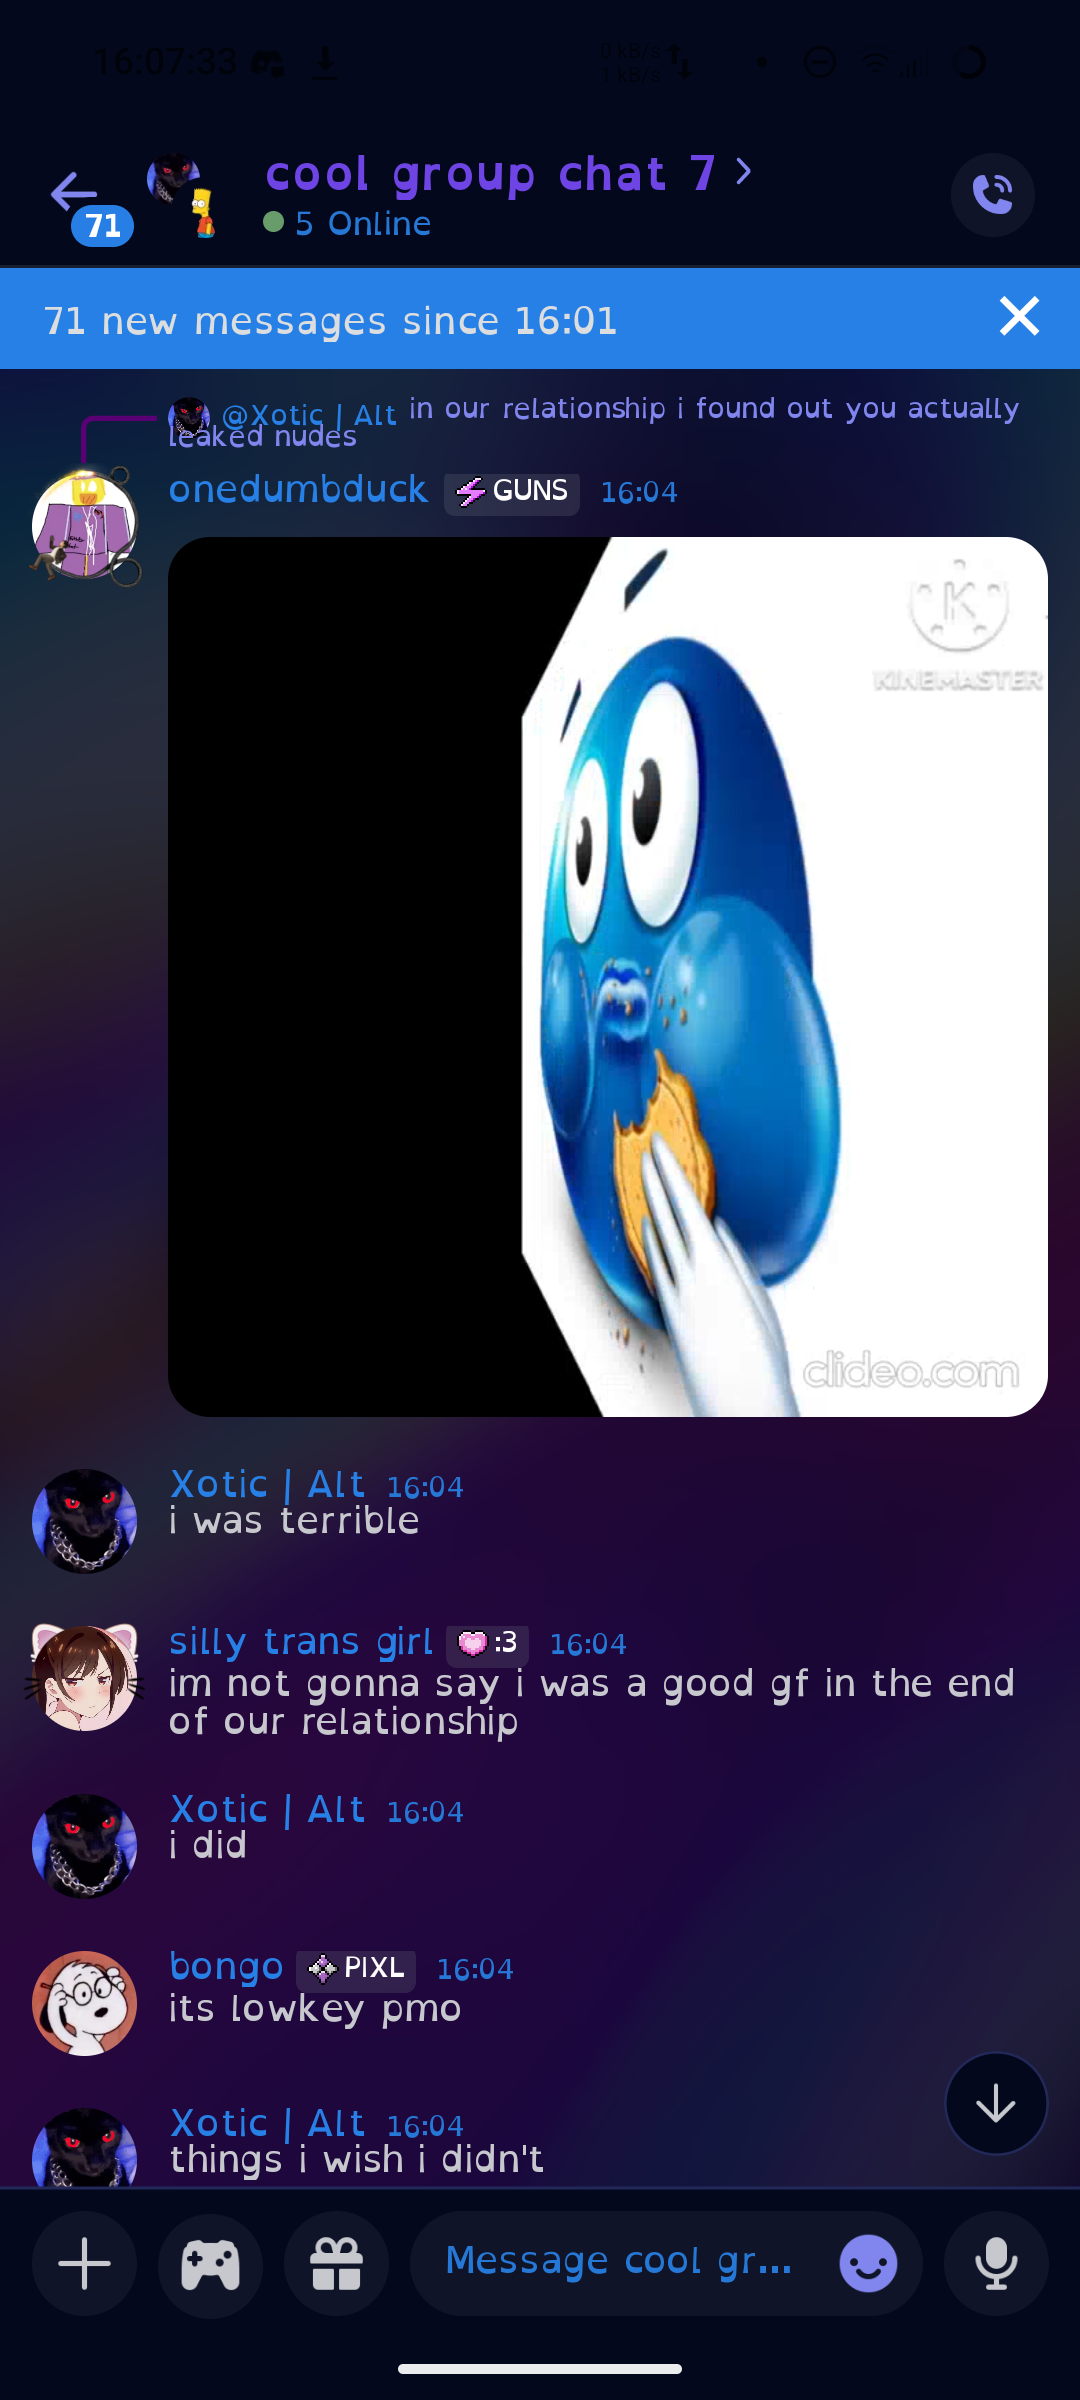 16:07:33
0 kB/s
1 kB/s
cool group chat 7
5 Online
71
71 new messages since 16:01
@Xotic | Alt in our relationship i found out you actually
leaked nudes
onedumbduck GUNS 16:04
K
KINEMASTER
clideo.com
Xotic | Alt 16:04
i was terrible
silly trans girl :3 16:04
im not gonna say i was a good gf in the end
of our relationship
Xotic | Alt 16:04
i did
bongo PIXL 16:04
its lowkey pmo
Xotic | Alt 16:04
things i wish i didn't
Message cool gr...